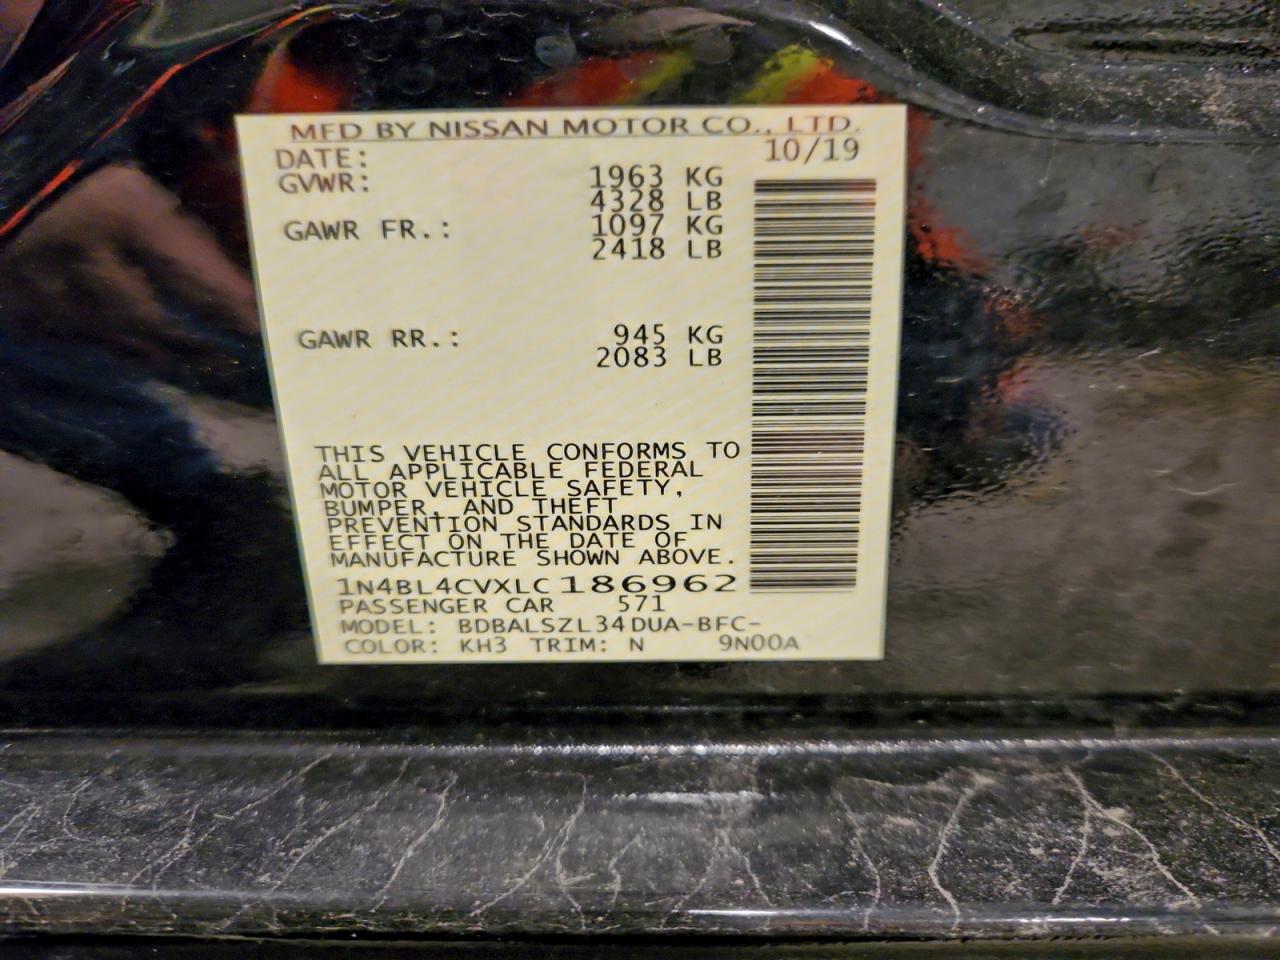 MFD BY NISSAN MOTOR CO., LTD.
DATE: 10/19
GVWR: 1963 KG
4328 LB
GAWR FR.: 1097 KG
2418 LB
GAWR RR.: 945 KG
2083 LB
THIS VEHICLE CONFORMS TO
ALL APPLICABLE FEDERAL
MOTOR VEHICLE SAFETY,
BUMPER, AND THEFT
PREVENTION STANDARDS IN
EFFECT ON THE DATE OF
MANUFACTURE SHOWN ABOVE.
1N4BL4CVXLC186962
PASSENGER CAR 571
MODEL: BDBALSZL34DUA-BFC-
COLOR: KH3 TRIM: N 9N00A